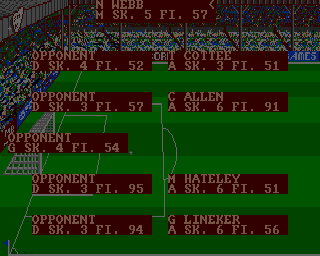 N WEBB
M SK. 5 FI. 57
OPPONENT
D SK. 4 FI. 52
T COTTEE
A SK. 3 FI. 51
GAMES
OPPONENT
D SK. 3 FI. 57
C ALLEN
A SK. 6 FI. 91
OPPONENT
G SK. 4 FI. 54
OPPONENT
D SK. 3 FI. 95
M HATELEY
A SK. 6 FI. 51
OPPONENT
D SK. 3 FI. 94
G LINEKER
A SK. 6 FI. 56